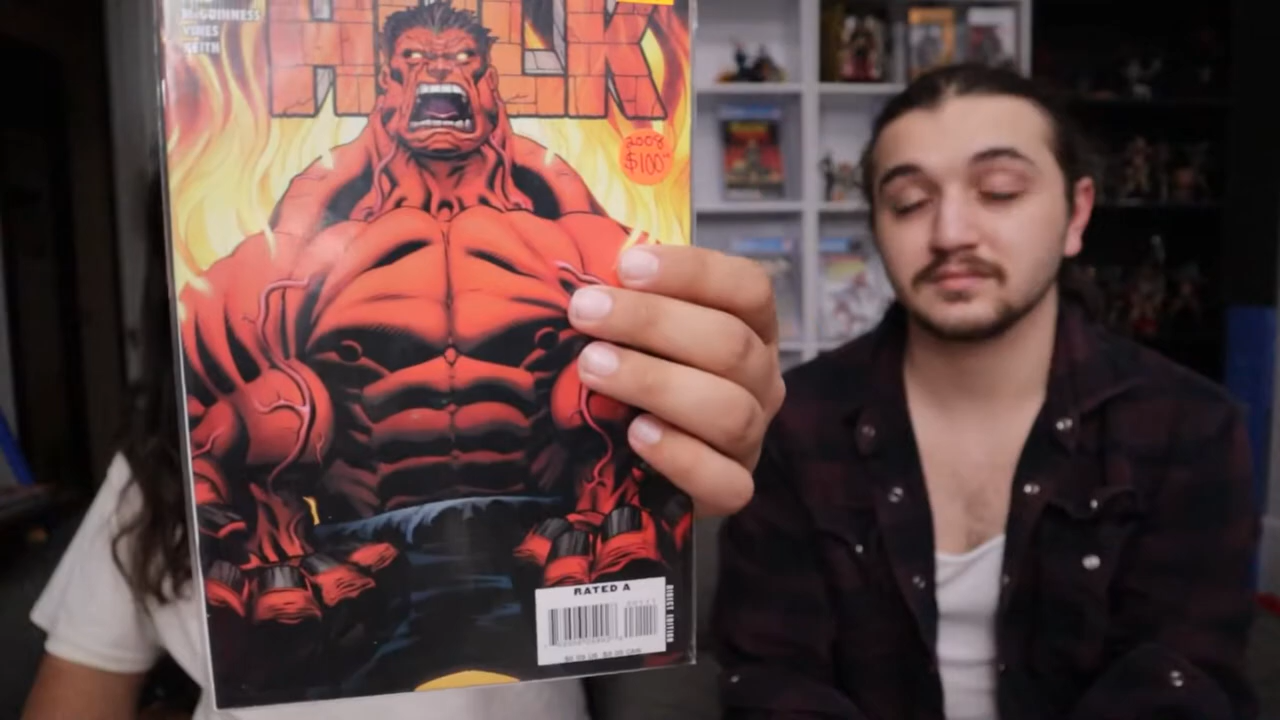 McGUINNESS
VINES
KEITH
HULK
2008
$100
RATED A
DIRECT EDITION